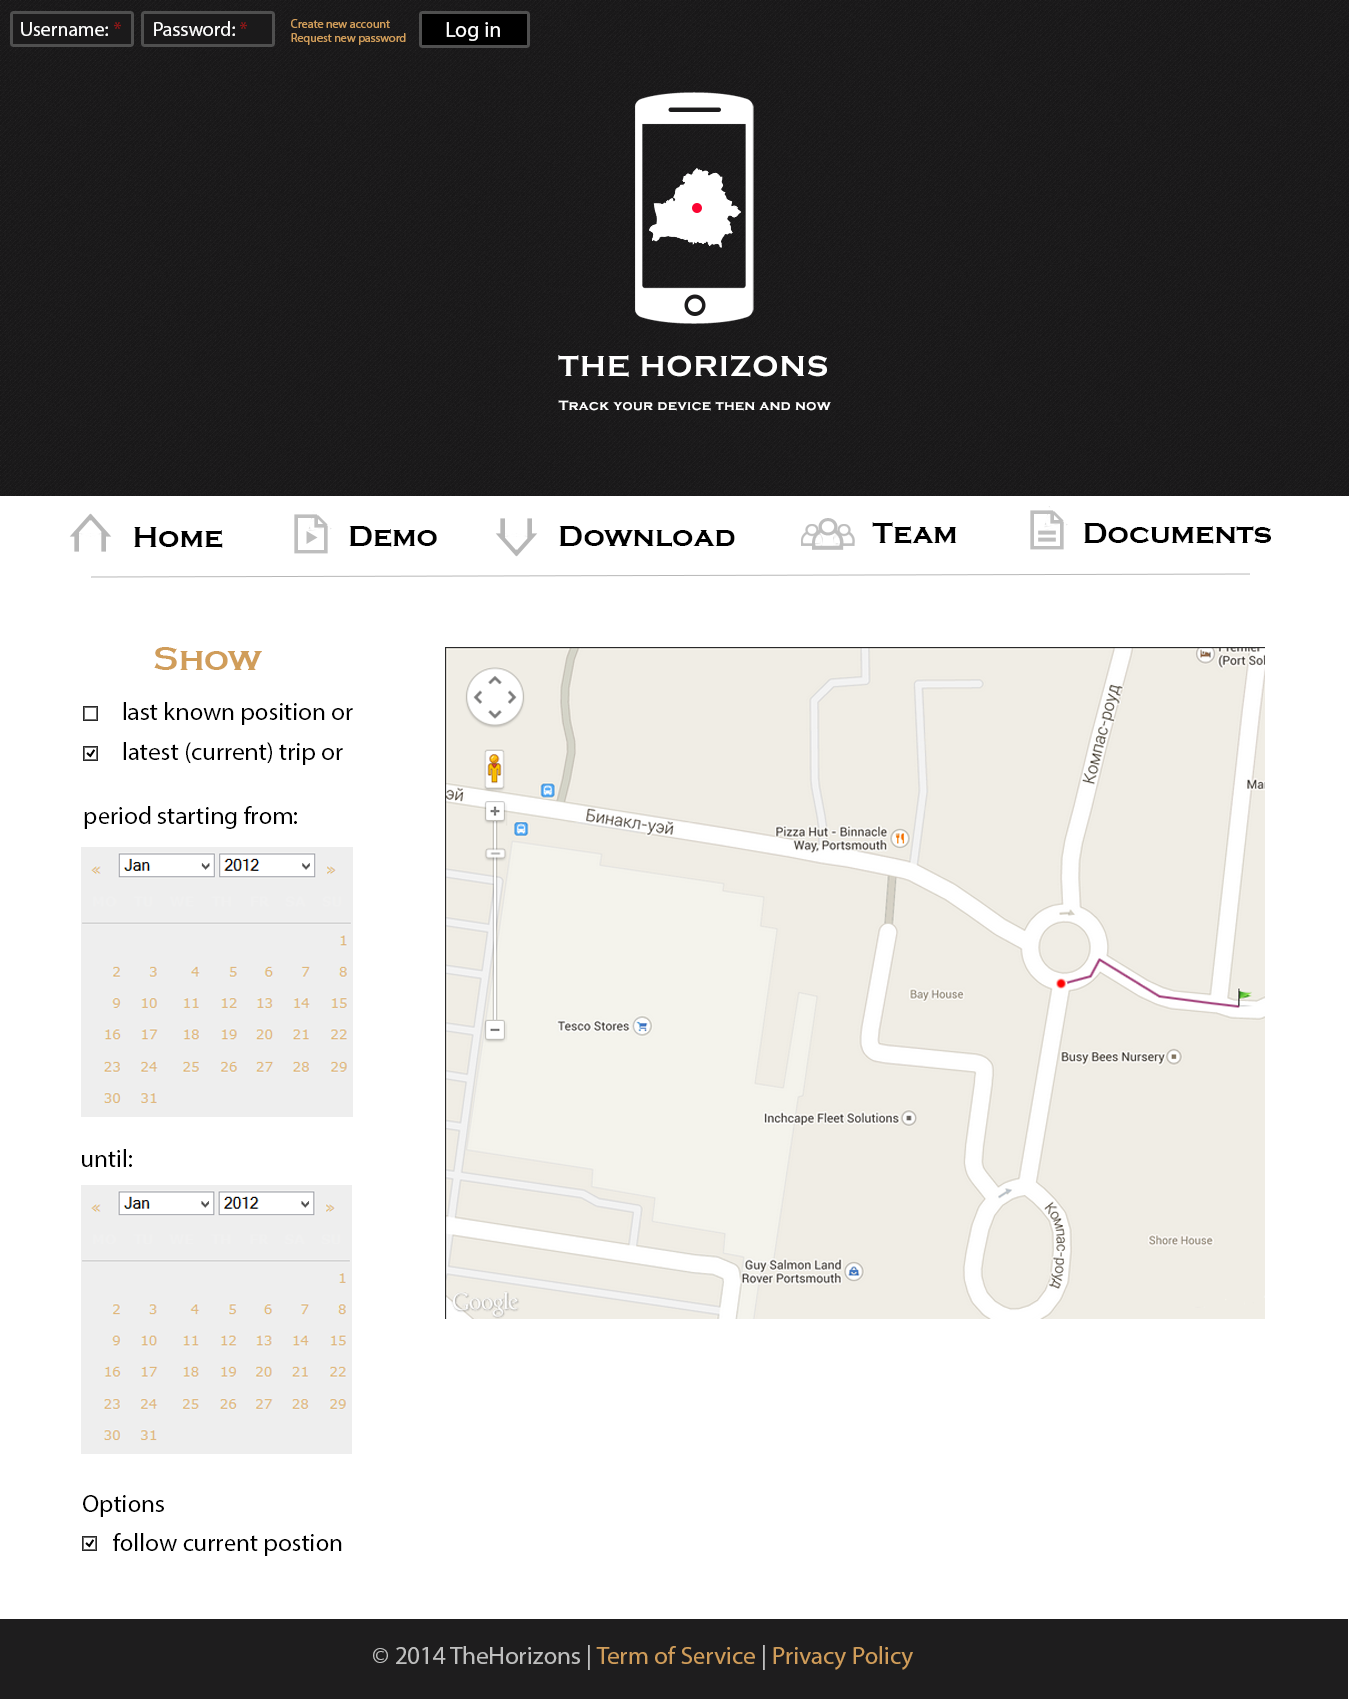 Username: *
Password: *
Create new account
Request new password
Log in
THE HORIZONS
TRACK YOUR DEVICE THEN AND NOW
HOME
DEMO
DOWNLOAD
TEAM
DOCUMENTS
SHOW
last known position or
latest (current) trip or
period starting from:
« Jan 2012 »
1
2 3 4 5 6 7 8
9 10 11 12 13 14 15
16 17 18 19 20 21 22
23 24 25 26 27 28 29
30 31
until:
« Jan 2012 »
1
2 3 4 5 6 7 8
9 10 11 12 13 14 15
16 17 18 19 20 21 22
23 24 25 26 27 28 29
30 31
Options
follow current postion
(Port Sol
Компас-роуд
Ma
эй
Бинакл-уэй
Pizza Hut - Binnacle
Way, Portsmouth
Bay House
Tesco Stores
Busy Bees Nursery
Inchcape Fleet Solutions
Компас-роуд
Shore House
Guy Salmon Land
Rover Portsmouth
Google
© 2014 TheHorizons | Term of Service | Privacy Policy